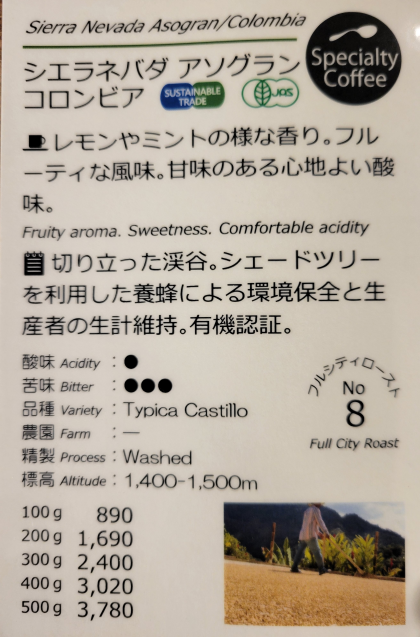 Sierra Nevada Asogran/Colombia
Specialty
Coffee
シエラネバダ アソグラン
コロンビア
SUSTAINABLE
TRADE
JAS
レモンやミントの様な香り。フル
ーティな風味。甘味のある心地よい酸
味。
Fruity aroma. Sweetness. Comfortable acidity
切り立った渓谷。シェードツリー
を利用した養蜂による環境保全と生
産者の生計維持。有機認証。
酸味 Acidity :●
苦味 Bitter :●●●
品種 Variety : Typica Castillo
農園 Farm :―
精製 Process : Washed
標高 Altitude : 1,400-1,500m
フルシティロースト
No
8
Full City Roast
100g 890
200g 1,690
300g 2,400
400g 3,020
500g 3,780